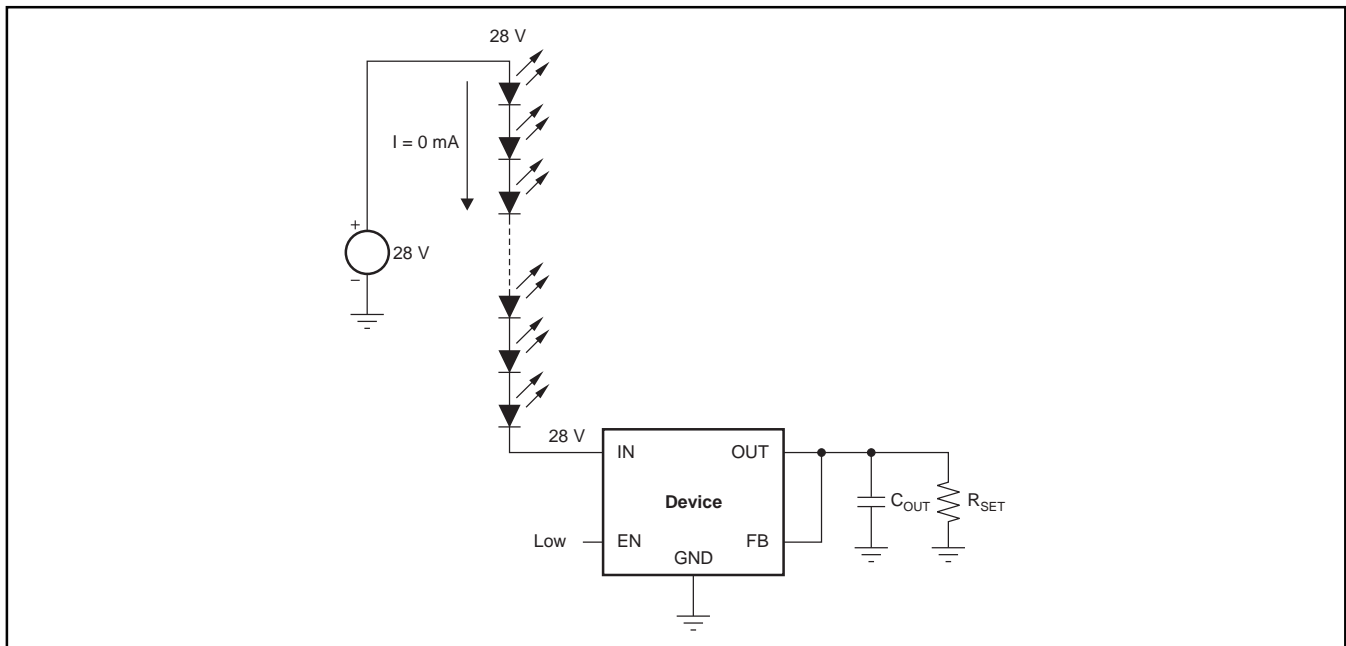 28 V
I = 0 mA
+
28 V
–
28 V
IN
OUT
Device
C_OUT
R_SET
Low
EN
FB
GND